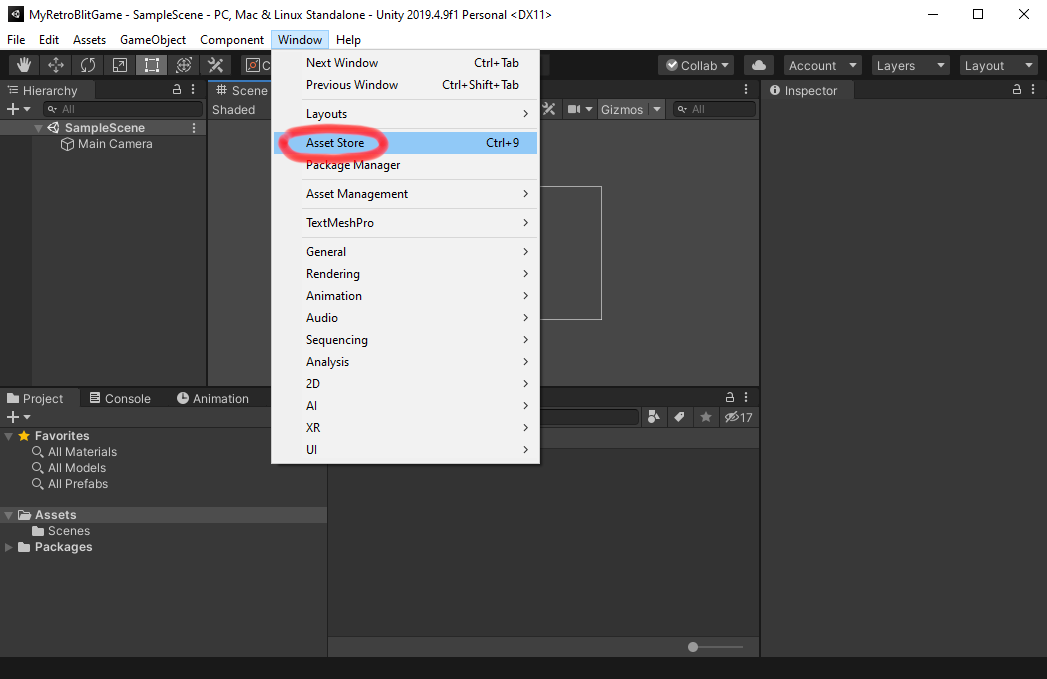 MyRetroBlitGame - SampleScene - PC, Mac & Linux Standalone - Unity 2019.4.9f1 Personal <DX11>
File Edit Assets GameObject Component Window Help
C Collab Account Layers Layout
Hierarchy
All
SampleScene
Main Camera
Scene
Shaded
Gizmos All
Next Window Ctrl+Tab
Previous Window Ctrl+Shift+Tab
Layouts
Asset Store Ctrl+9
Package Manager
Asset Management
TextMeshPro
General
Rendering
Animation
Audio
Sequencing
Analysis
2D
AI
XR
UI
Inspector
Project Console Animation
17
Favorites
All Materials
All Models
All Prefabs
Assets
Scenes
Packages